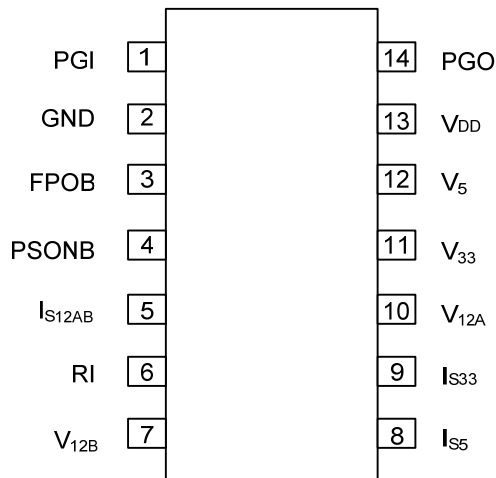 PGI 1 14 PGO
GND 2 13 VDD
FPOB 3 12 V5
PSONB 4 11 V33
IS12AB 5 10 V12A
RI 6 9 IS33
V12B 7 8 IS5